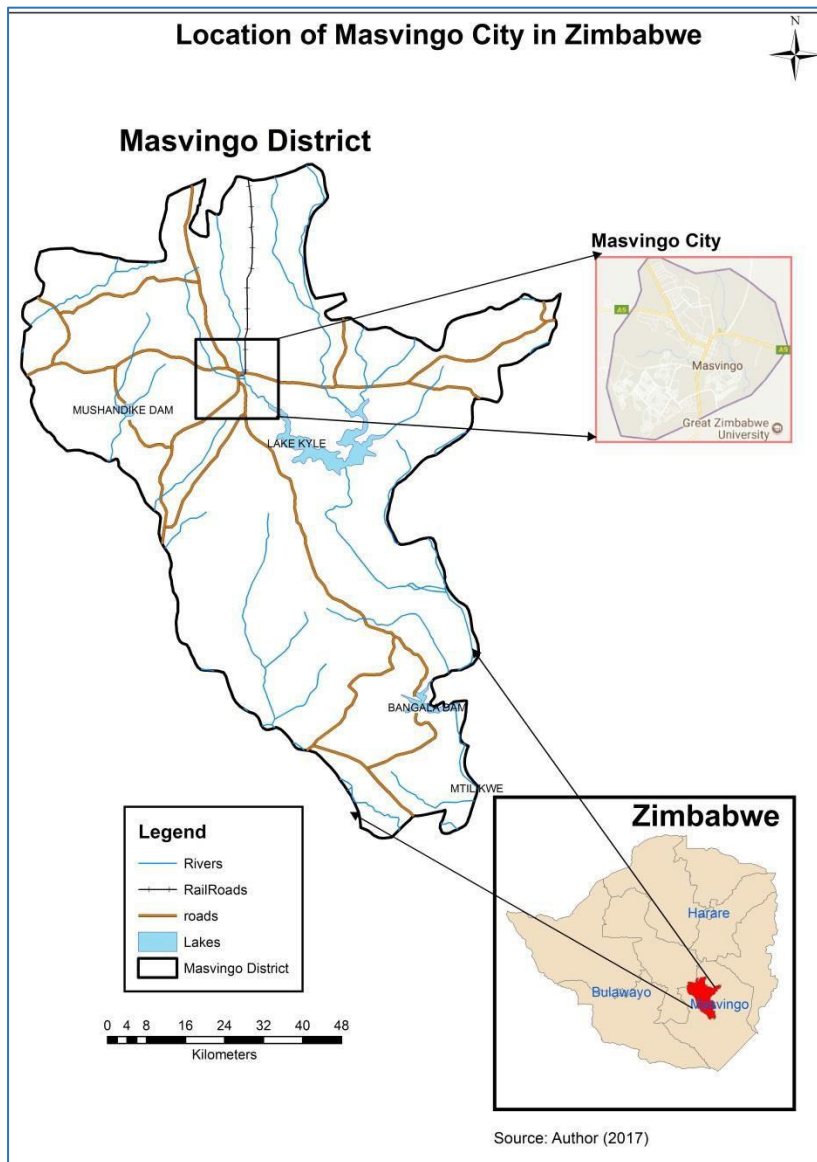 Location of Masvingo City in Zimbabwe
N
Masvingo District
Masvingo City
A9
A9
Masvingo
Great Zimbabwe
University
MUSHANDIKE DAM
LAKE KYLE
BANGALA DAM
MTILIKWE
Legend
Rivers
RailRoads
roads
Lakes
Masvingo District
0 4 8 16 24 32 40 48
Kilometers
Zimbabwe
Harare
Bulawayo
Masvingo
Source: Author (2017)